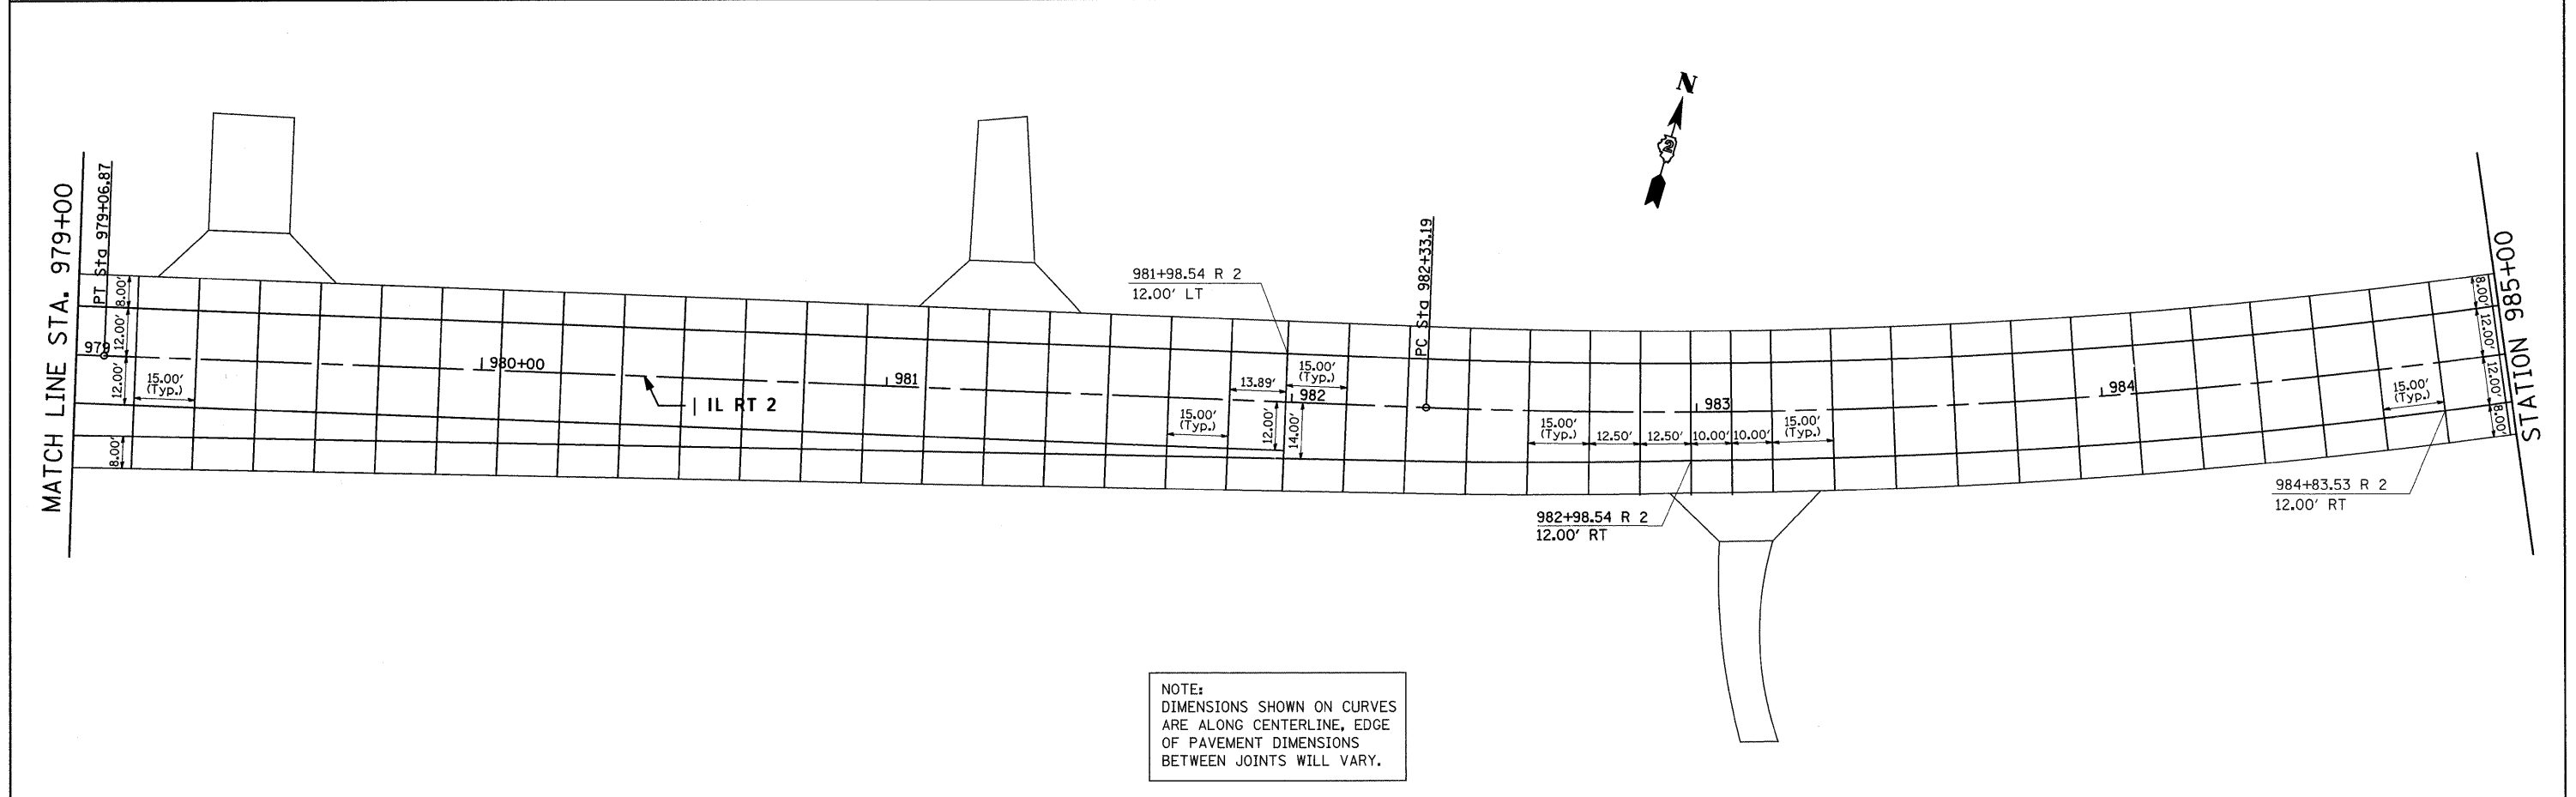 N
MATCH LINE STA. 979+00
PT Sta 979+06.87
8.00'
12.00'
979
12.00'
15.00'
(Typ.)
8.00'
980+00
IL RT 2
981
981+98.54 R 2
12.00' LT
15.00'
(Typ.)
13.89'
982
15.00'
(Typ.)
12.00'
14.00'
PC Sta 982+33.19
983
15.00'
(Typ.)
12.50'
12.50'
10.00'
10.00'
15.00'
(Typ.)
982+98.54 R 2
12.00' RT
984
15.00'
(Typ.)
8.00'
12.00'
12.00'
8.00'
984+83.53 R 2
12.00' RT
STATION 985+00
NOTE:
DIMENSIONS SHOWN ON CURVES
ARE ALONG CENTERLINE, EDGE
OF PAVEMENT DIMENSIONS
BETWEEN JOINTS WILL VARY.